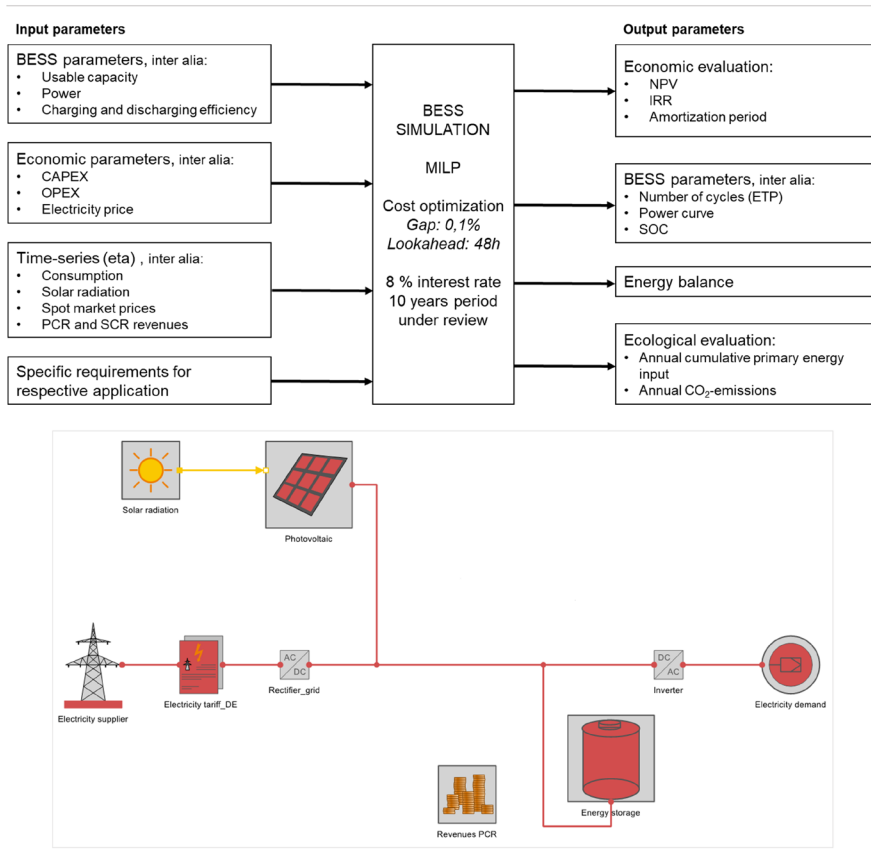 Input parameters
BESS parameters, inter alia:
• Usable capacity
• Power
• Charging and discharging efficiency
Economic parameters, inter alia:
• CAPEX
• OPEX
• Electricity price
Time-series (eta) , inter alia:
• Consumption
• Solar radiation
• Spot market prices
• PCR and SCR revenues
Specific requirements for
respective application
BESS
SIMULATION
MILP
Cost optimization
Gap: 0,1%
Lookahead: 48h
8 % interest rate
10 years period
under review
Output parameters
Economic evaluation:
• NPV
• IRR
• Amortization period
BESS parameters, inter alia:
• Number of cycles (ETP)
• Power curve
• SOC
Energy balance
Ecological evaluation:
• Annual cumulative primary energy
input
• Annual CO₂-emissions
Solar radiation
Photovoltaic
Electricity supplier
Electricity tariff_DE
AC
DC
Rectifier_grid
DC
AC
Inverter
Electricity demand
Energy storage
Revenues PCR